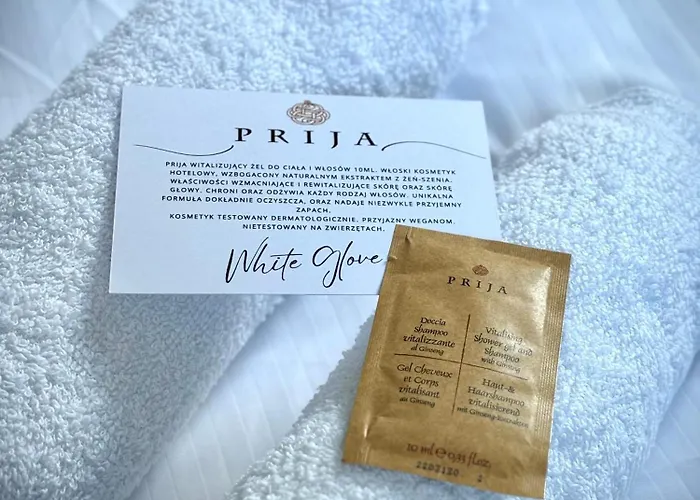 PRIJA
PRIJA WITALIZUJĄCY ŻEL DO CIAŁA I WŁOSÓW 10ML. WŁOSKI KOSMETYK
HOTELOWY, WZBOGACONY NATURALNYM EKSTRAKTEM Z ŻEŃ-SZENIA.
WŁAŚCIWOŚCI WZMACNIAJĄCE I REWITALIZUJĄCE SKÓRĘ ORAZ SKÓRĘ
GŁOWY. CHRONI ORAZ ODŻYWIA KAŻDY RODZAJ WŁOSÓW. UNIKALNA
FORMUŁA DOKŁADNIE OCZYSZCZA, ORAZ NADAJE NIEZWYKLE PRZYJEMNY
ZAPACH.
KOSMETYK TESTOWANY DERMATOLOGICZNIE. PRZYJAZNY WEGANOM.
NIETESTOWANY NA ZWIERZĘTACH.
White Glove
PRIJA
Doccia
Shampoo
vitalizzante
al Ginseng
Vitalising
Shower Gel and
Shampoo
with Ginseng
Gel Cheveux
et Corps
vitalisant
au Ginseng
Haut-&
Haarshampoo
vitalisierend
mit Ginseng-Extrakten
10 ml e 0,33 fl.oz.